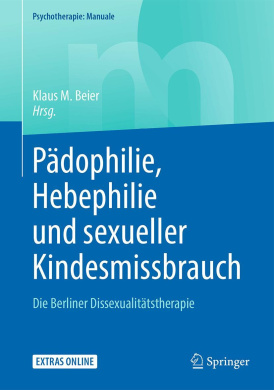 Psychotherapie: Manuale
Klaus M. Beier
Hrsg.
Pädophilie,
Hebephilie
und sexueller
Kindesmissbrauch
Die Berliner Dissexualitätstherapie
EXTRAS ONLINE
Springer